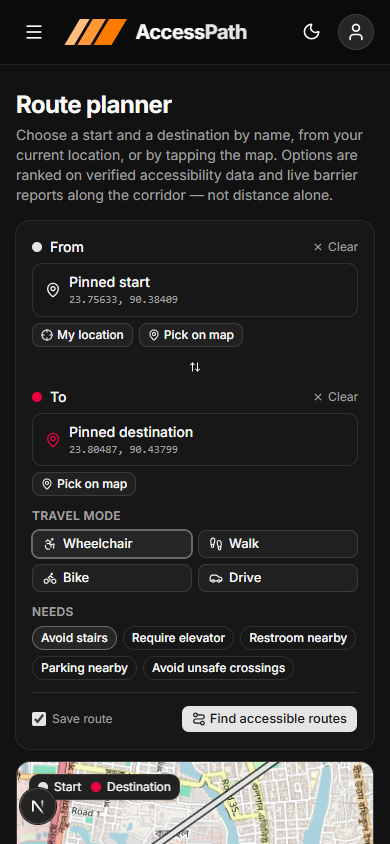 AccessPath
Route planner
Choose a start and a destination by name, from your
current location, or by tapping the map. Options are
ranked on verified accessibility data and live barrier
reports along the corridor — not distance alone.
From
Clear
Pinned start
23.75633, 90.38409
My location
Pick on map
To
Clear
Pinned destination
23.80487, 90.43799
Pick on map
TRAVEL MODE
Wheelchair
Walk
Bike
Drive
NEEDS
Avoid stairs
Require elevator
Restroom nearby
Parking nearby
Avoid unsafe crossings
Save route
Find accessible routes
Start
Destination
N
Road 1
Road 35